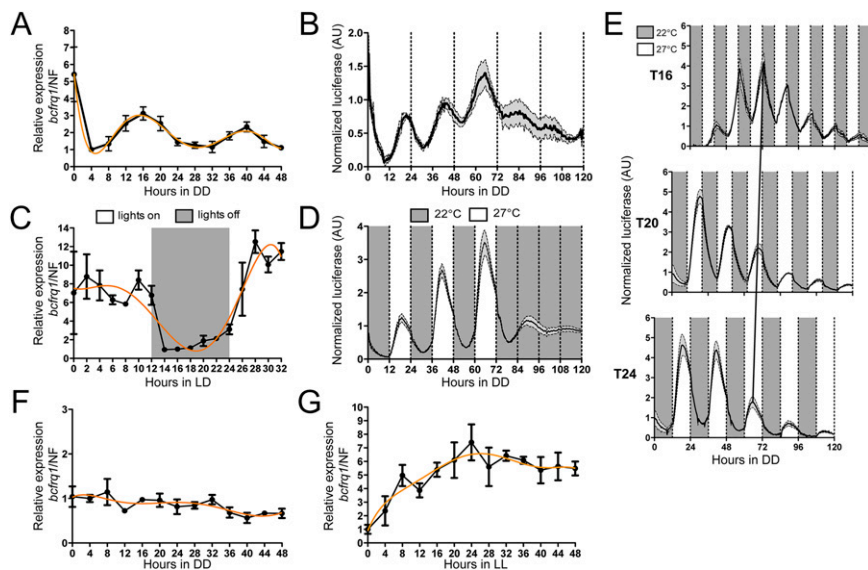 A
Relative expression
bcfrq1/NF
8
7
6
5
4
3
2
1
0
0 4 8 12 16 20 24 28 32 36 40 44 48
Hours in DD
B
Normalized luciferase (AU)
2.0
1.5
1.0
0.5
0.0
0 12 24 36 48 60 72 84 96 108 120
Hours in DD
C
lights on
lights off
Relative expression
bcfrq1/NF
14
12
10
8
6
4
2
0
0 2 4 6 8 10 12 14 16 18 20 22 24 26 28 30 32
Hours in LD
D
22°C
27°C
Normalized luciferase (AU)
4
3
2
1
0
0 12 24 36 48 60 72 84 96 108 120
Hours in DD
E
22°C
27°C
T16
6
5
4
3
2
1
0
T20
Normalized luciferase (AU)
6
5
4
3
2
1
0
T24
6
5
4
3
2
1
0
0 24 48 72 96 120
Hours in DD
F
Relative expression
bcfrq1/NF
3
2
1
0
0 4 8 12 16 20 24 28 32 36 40 44 48
Hours in DD
G
Relative expression
bcfrq1/NF
10
9
8
7
6
5
4
3
2
1
0
0 4 8 12 16 20 24 28 32 36 40 44 48
Hours in LL